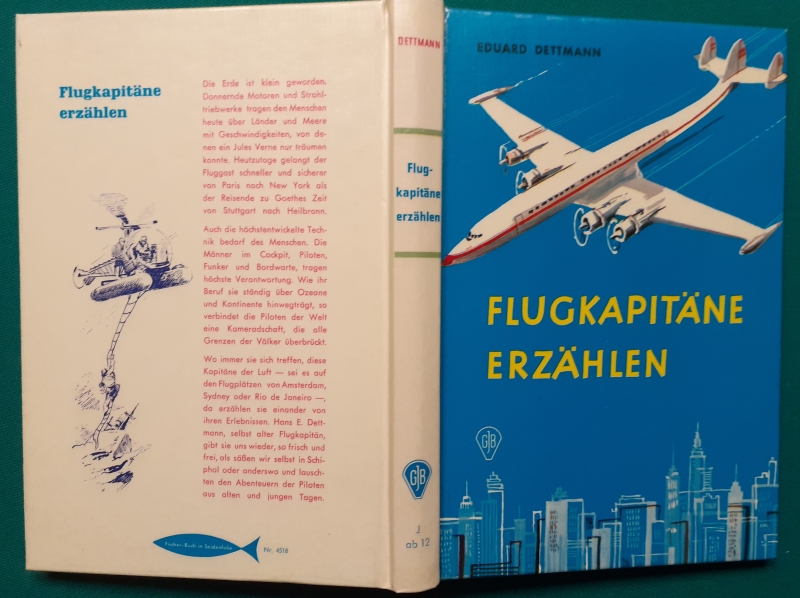 Flugkapitäne
erzählen
Die Erde ist klein geworden.
Donnernde Motoren und Strahl-
triebwerke tragen den Menschen
heute über Länder und Meere
mit Geschwindigkeiten, von de-
nen ein Jules Verne nur träumen
konnte. Heutzutage gelangt der
Fluggast schneller und sicherer
von Paris nach New York als
der Reisende zu Goethes Zeit
von Stuttgart nach Heilbronn.
Auch die höchstentwickelte Tech-
nik bedarf des Menschen. Die
Männer im Cockpit, Piloten,
Funker und Bordwarte, tragen
höchste Verantwortung. Wie ihr
Beruf sie ständig über Ozeane
und Kontinente hinwegträgt, so
verbindet die Piloten der Welt
eine Kameradschaft, die alle
Grenzen der Völker überbrückt.
Wo immer sie sich treffen, diese
Kapitäne der Luft — sei es auf
den Flugplätzen von Amsterdam,
Sydney oder Rio de Janeiro —,
da erzählen sie einander von
ihren Erlebnissen. Hans E. Dett-
mann, selbst alter Flugkapitän,
gibt sie uns wieder, so frisch und
frei, als säßen wir selbst in Schi-
phol oder anderswo und lausch-
ten den Abenteuern der Piloten
aus alten und jungen Tagen.
Fischer-Buch in Seidenfolie
Nr. 4518
DETTMANN
Flug-
kapitäne
erzählen
GJB
J
ab 12
EDUARD DETTMANN
FLUGKAPITÄNE
ERZÄHLEN
GJB